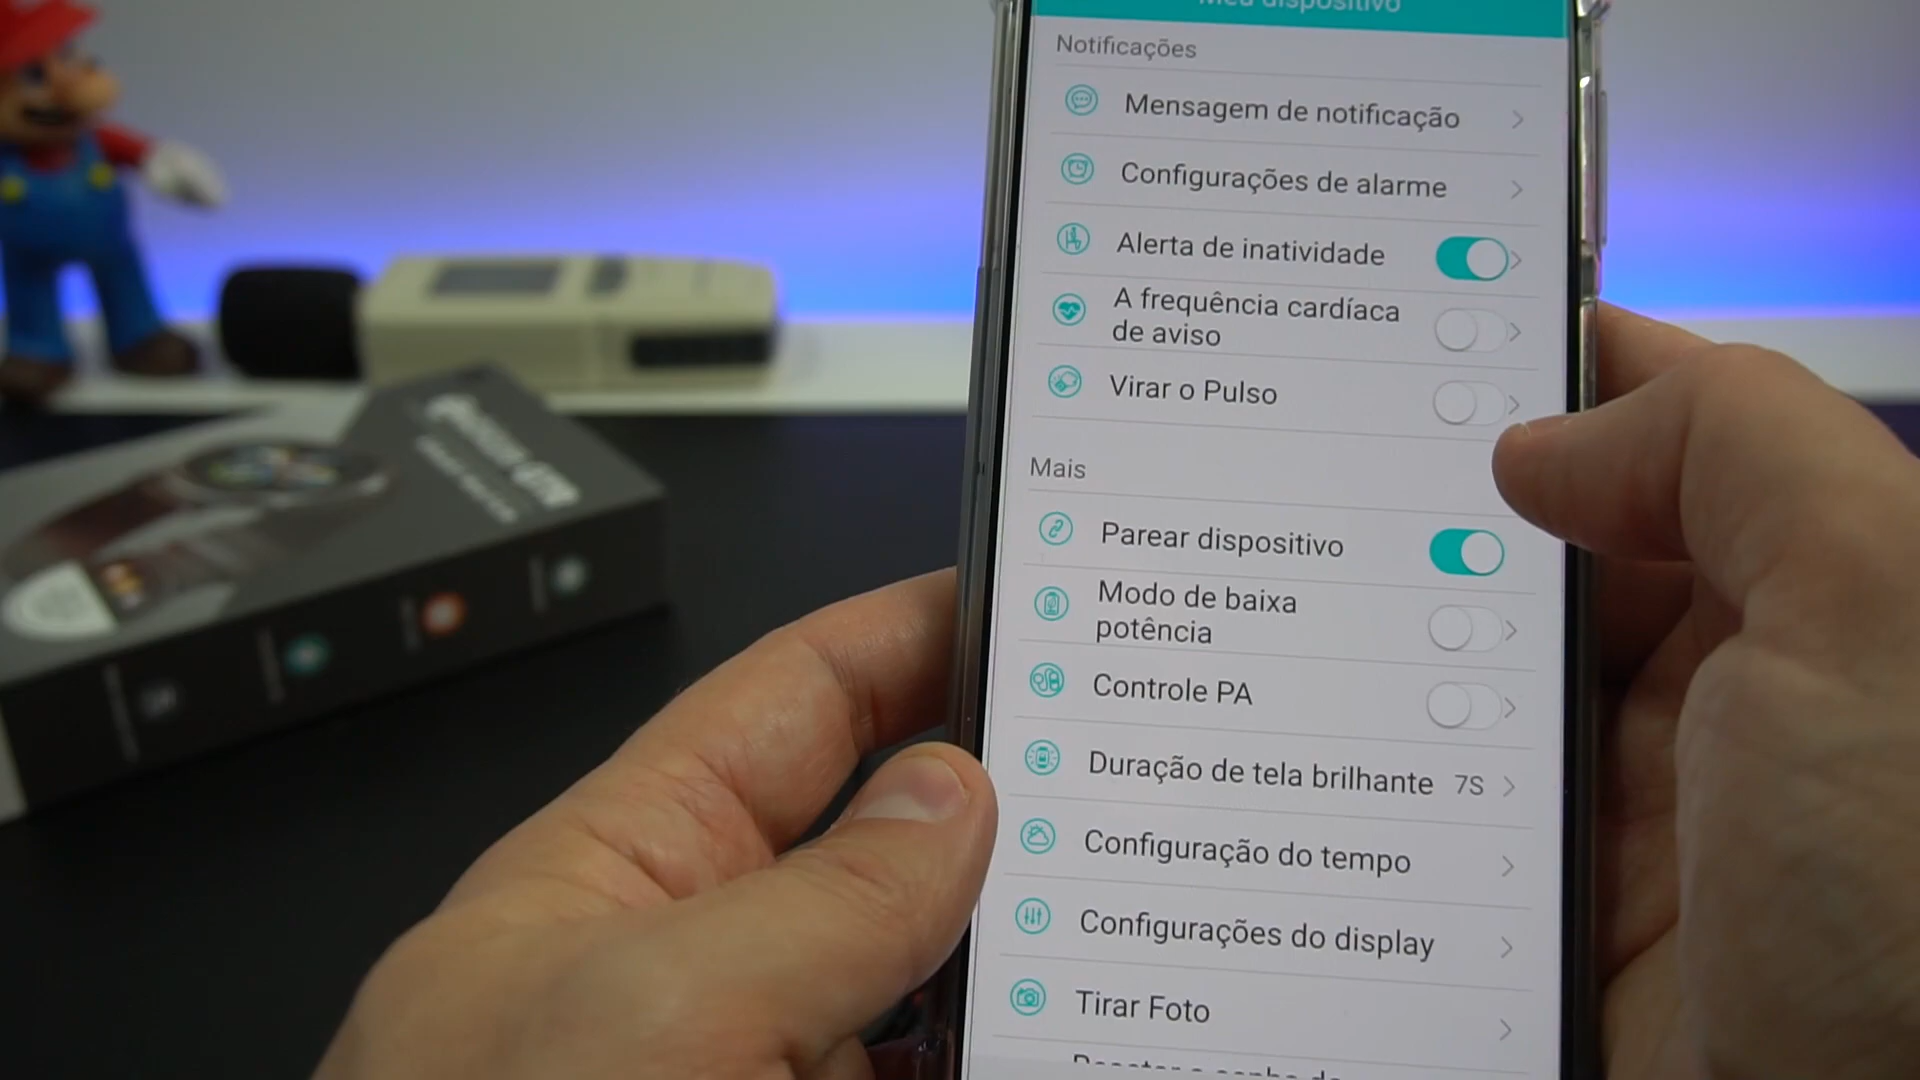 Meu dispositivo
Notificações
Mensagem de notificação
Configurações de alarme
Alerta de inatividade
A frequência cardíaca
de aviso
Virar o Pulso
Mais
Parear dispositivo
Modo de baixa
potência
Controle PA
Duração de tela brilhante 7S
Configuração do tempo
Configurações do display
Tirar Foto